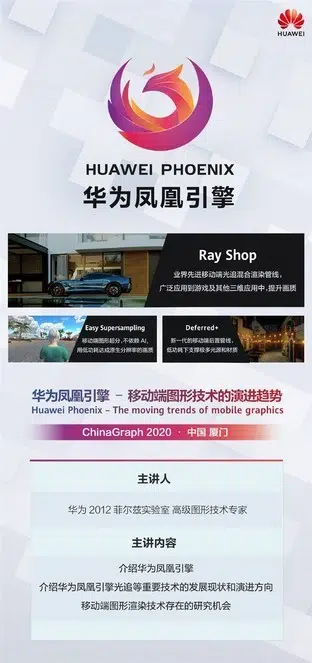 HUAWEI
HUAWEI PHOENIX
华为凤凰引擎
Ray Shop
业界先进移动端光追混合渲染管线,
广泛应用到游戏及其他三维应用中, 提升画质
Easy Supersampling
移动端图形超分, 不依赖 AI,
用低功耗达成原生分辨率的画质
Deferred+
新一代的移动端后置管线,
低功耗下支撑极多光源和材质
华为凤凰引擎 – 移动端图形技术的演进趋势
Huawei Phoenix – The moving trends of mobile graphics
ChinaGraph 2020 · 中国 厦门
主讲人
华为 2012 菲尔兹实验室 高级图形技术专家
主讲内容
介绍华为凤凰引擎
介绍华为凤凰引擎光追等重要技术的发展现状和演进方向
移动端图形渲染技术存在的研究机会